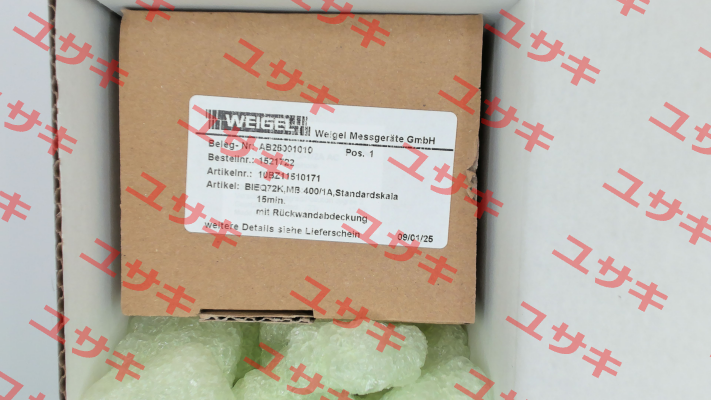 WEIGEL Weigel Messgeräte GmbH
Beleg- Nr. AB26301010 Pos. 1
Bestellnr.: 1521722
Artikelnr.: 10BZ11510171
Artikel: BIEQ72K,MB 400/1A,Standardskala
15min.
mit Rückwandabdeckung
weitere Details siehe Lieferschein 09/01/25
ユサキ